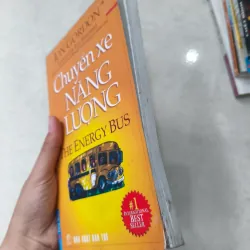 JON GORDON
Chuyến xe
NĂNG
LƯỢNG
THE ENERGY BUS
#1
BEST
SELLER